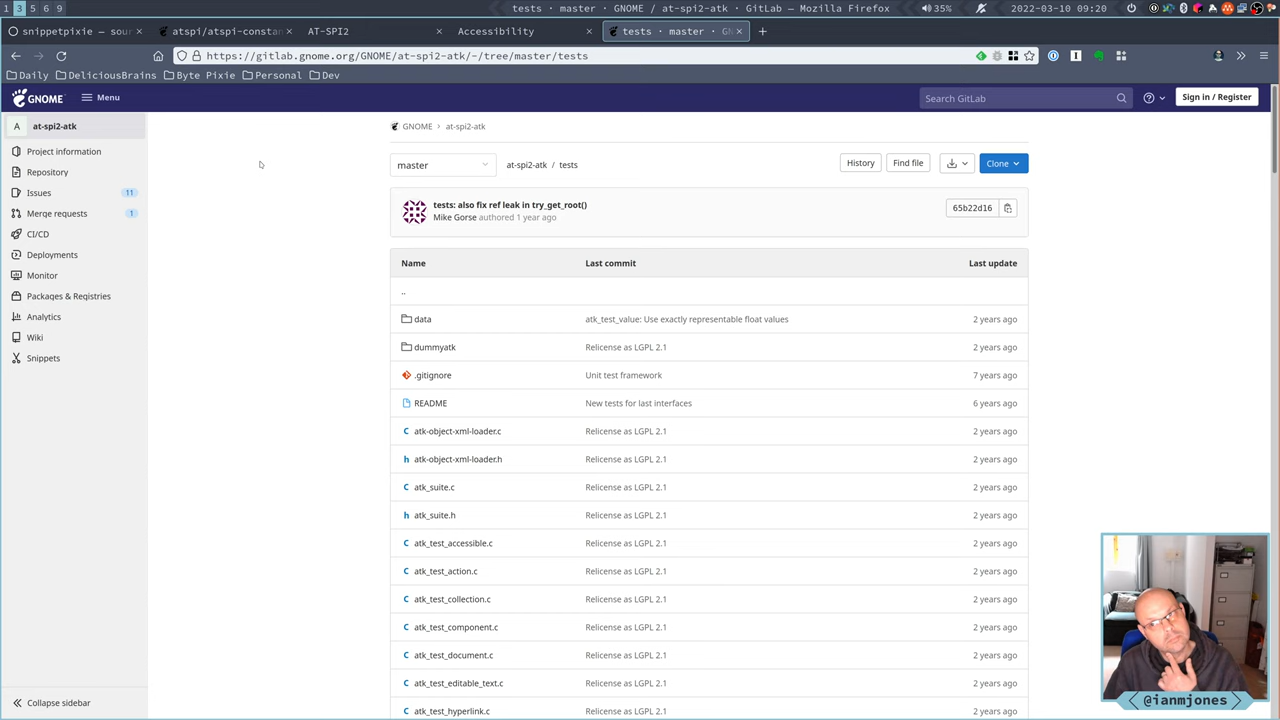 1 3 5 6 9
tests · master · GNOME / at-spi2-atk · GitLab — Mozilla Firefox
35%
2022-03-10 09:20
snippetpixie — sour
atspi/atspi-constan
AT-SPI2
Accessibility
tests · master · GN
https://gitlab.gnome.org/GNOME/at-spi2-atk/-/tree/master/tests
Daily DeliciousBrains Byte Pixie Personal Dev
GNOME Menu
Search GitLab
Sign in / Register
A at-spi2-atk
Project information
Repository
Issues 11
Merge requests 1
CI/CD
Deployments
Monitor
Packages & Registries
Analytics
Wiki
Snippets
Collapse sidebar
GNOME › at-spi2-atk
master
at-spi2-atk / tests
History
Find file
Clone
tests: also fix ref leak in try_get_root()
Mike Gorse authored 1 year ago
65b22d16
Name Last commit Last update
..
data atk_test_value: Use exactly representable float values 2 years ago
dummyatk Relicense as LGPL 2.1 2 years ago
.gitignore Unit test framework 7 years ago
README New tests for last interfaces 6 years ago
C atk-object-xml-loader.c Relicense as LGPL 2.1 2 years ago
h atk-object-xml-loader.h Relicense as LGPL 2.1 2 years ago
C atk_suite.c Relicense as LGPL 2.1 2 years ago
h atk_suite.h Relicense as LGPL 2.1 2 years ago
C atk_test_accessible.c Relicense as LGPL 2.1 2 years ago
C atk_test_action.c Relicense as LGPL 2.1 2 years ago
C atk_test_collection.c Relicense as LGPL 2.1 2 years ago
C atk_test_component.c Relicense as LGPL 2.1 2 years ago
C atk_test_document.c Relicense as LGPL 2.1 2 years ago
C atk_test_editable_text.c Relicense as LGPL 2.1 2 years ago
C atk_test_hyperlink.c Relicense as LGPL 2.1 2 years ago
@ianmjones